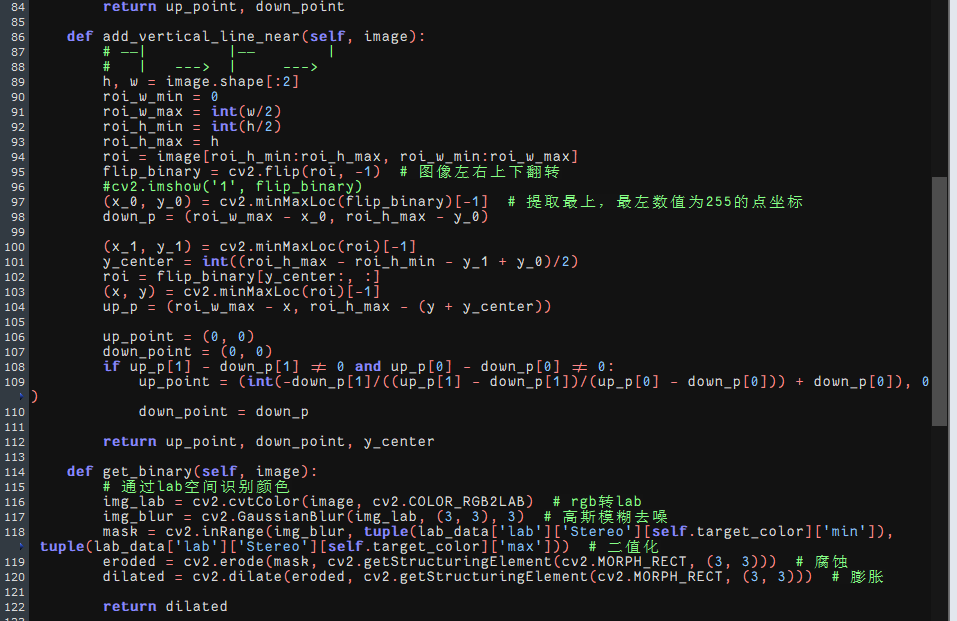 84 return up_point, down_point
85
86 def add_vertical_line_near(self, image):
87 # ——|          |——        |
88 #   |   --->  |     --->
89 h, w = image.shape[:2]
90 roi_w_min = 0
91 roi_w_max = int(w/2)
92 roi_h_min = int(h/2)
93 roi_h_max = h
94 roi = image[roi_h_min:roi_h_max, roi_w_min:roi_w_max]
95 flip_binary = cv2.flip(roi, -1)  # 图像左右上下翻转
96 #cv2.imshow('1', flip_binary)
97 (x_0, y_0) = cv2.minMaxLoc(flip_binary)[-1]  # 提取最上，最左数值为255的点坐标
98 down_p = (roi_w_max - x_0, roi_h_max - y_0)
99
100 (x_1, y_1) = cv2.minMaxLoc(roi)[-1]
101 y_center = int((roi_h_max - roi_h_min - y_1 + y_0)/2)
102 roi = flip_binary[y_center:, :]
103 (x, y) = cv2.minMaxLoc(roi)[-1]
104 up_p = (roi_w_max - x, roi_h_max - (y + y_center))
105
106 up_point = (0, 0)
107 down_point = (0, 0)
108 if up_p[1] - down_p[1] ≠ 0 and up_p[0] - down_p[0] ≠ 0:
109 up_point = (int(-down_p[1]/((up_p[1] - down_p[1])/(up_p[0] - down_p[0])) + down_p[0]), 0
)
110 down_point = down_p
111
112 return up_point, down_point, y_center
113
114 def get_binary(self, image):
115 # 通过lab空间识别颜色
116 img_lab = cv2.cvtColor(image, cv2.COLOR_RGB2LAB)  # rgb转lab
117 img_blur = cv2.GaussianBlur(img_lab, (3, 3), 3)  # 高斯模糊去噪
118 mask = cv2.inRange(img_blur, tuple(lab_data['lab']['Stereo'][self.target_color]['min']),
tuple(lab_data['lab']['Stereo'][self.target_color]['max']))  # 二值化
119 eroded = cv2.erode(mask, cv2.getStructuringElement(cv2.MORPH_RECT, (3, 3)))  # 腐蚀
120 dilated = cv2.dilate(eroded, cv2.getStructuringElement(cv2.MORPH_RECT, (3, 3)))  # 膨胀
121
122 return dilated